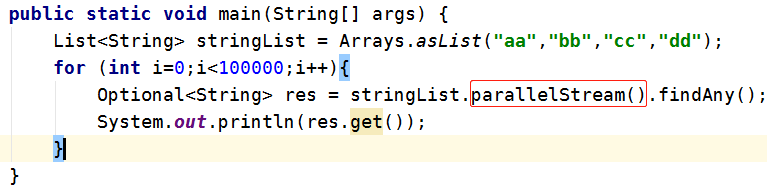 public static void main(String[] args) {
    List<String> stringList = Arrays.asList("aa","bb","cc","dd");
    for (int i=0;i<100000;i++){
        Optional<String> res = stringList.parallelStream().findAny();
        System.out.println(res.get());
    }
}